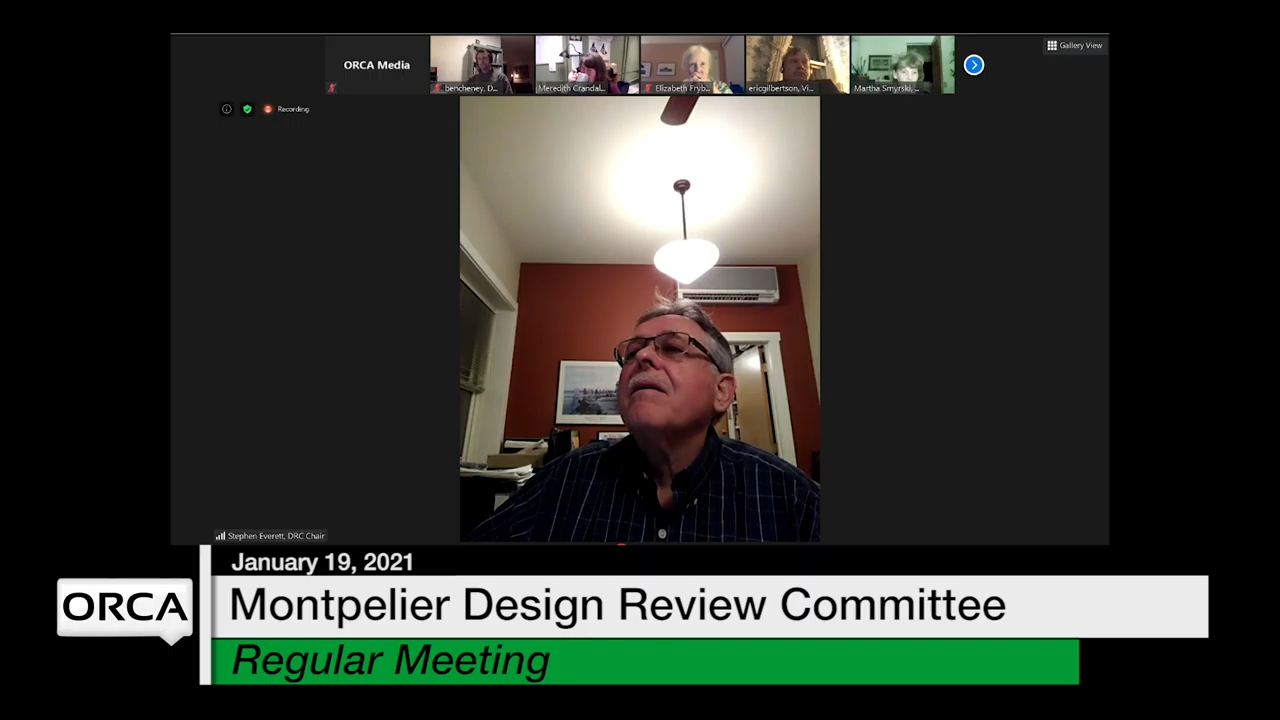 ORCA Media
bencheney, D...
Meredith Crandal...
Elizabeth Fryb...
ericgilbertson, Vi...
Martha Smyrski, ...
Gallery View
Recording
Stephen Everett, DRC Chair
January 19, 2021
ORCA
Montpelier Design Review Committee
Regular Meeting